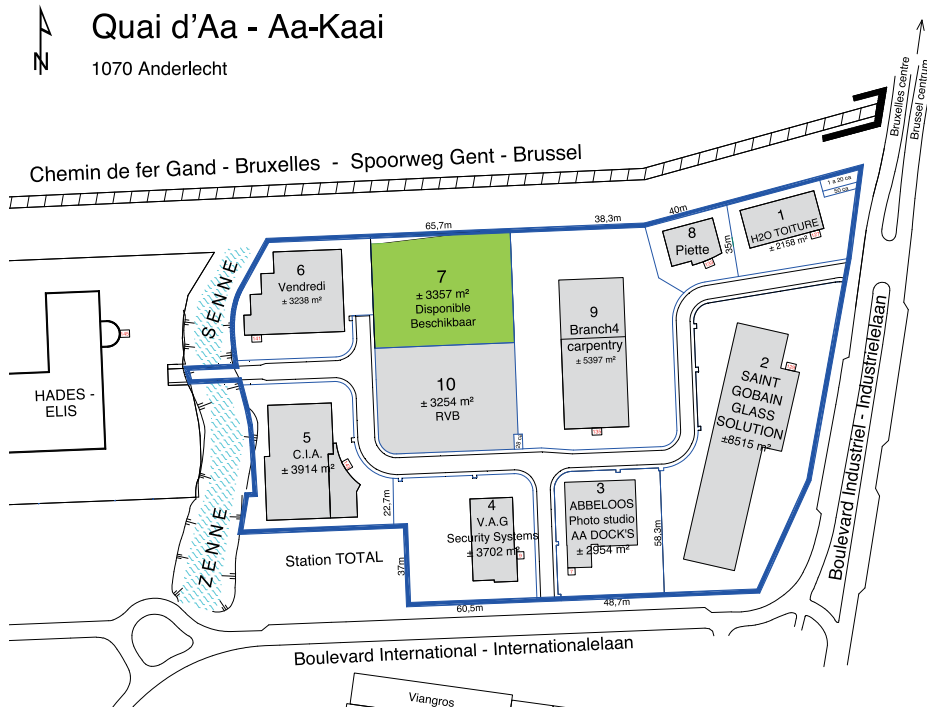 Quai d'Aa - Aa-Kaai
1070 Anderlecht
N
Bruxelles centre
Brussel centrum
Chemin de fer Gand - Bruxelles - Spoorweg Gent - Brussel
65,7m
38,3m
40m
35m
1
H2O TOITURE
± 2158 m²
8
Piette
6
Vendredi
± 3238 m²
7
± 3357 m²
Disponible
Beschikbaar
9
Branch4
carpentry
± 5397 m²
10
± 3254 m²
RVB
2
SAINT
GOBAIN
GLASS
SOLUTION
±8515 m²
SENNE
HADES -
ELIS
5
C.I.A.
± 3914 m²
22,7m
4
V.A.G
Security Systems
± 3702 m²
3
ABBELOOS
Photo studio
AA DOCK'S
± 2954 m²
58,3m
ZENNE
Station TOTAL
37m
60,5m
48,7m
Boulevard Industriel - Industrielelaan
Boulevard International - Internationalelaan
Viangros